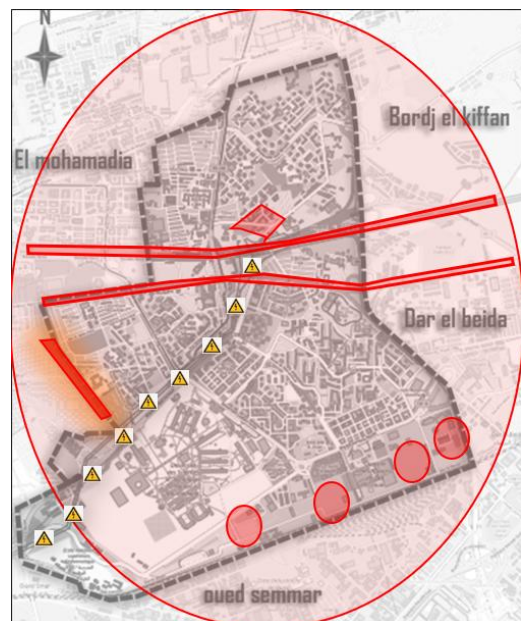 N
Bordj el kiffan
El mohamadia
Dar el beida
oued semmar